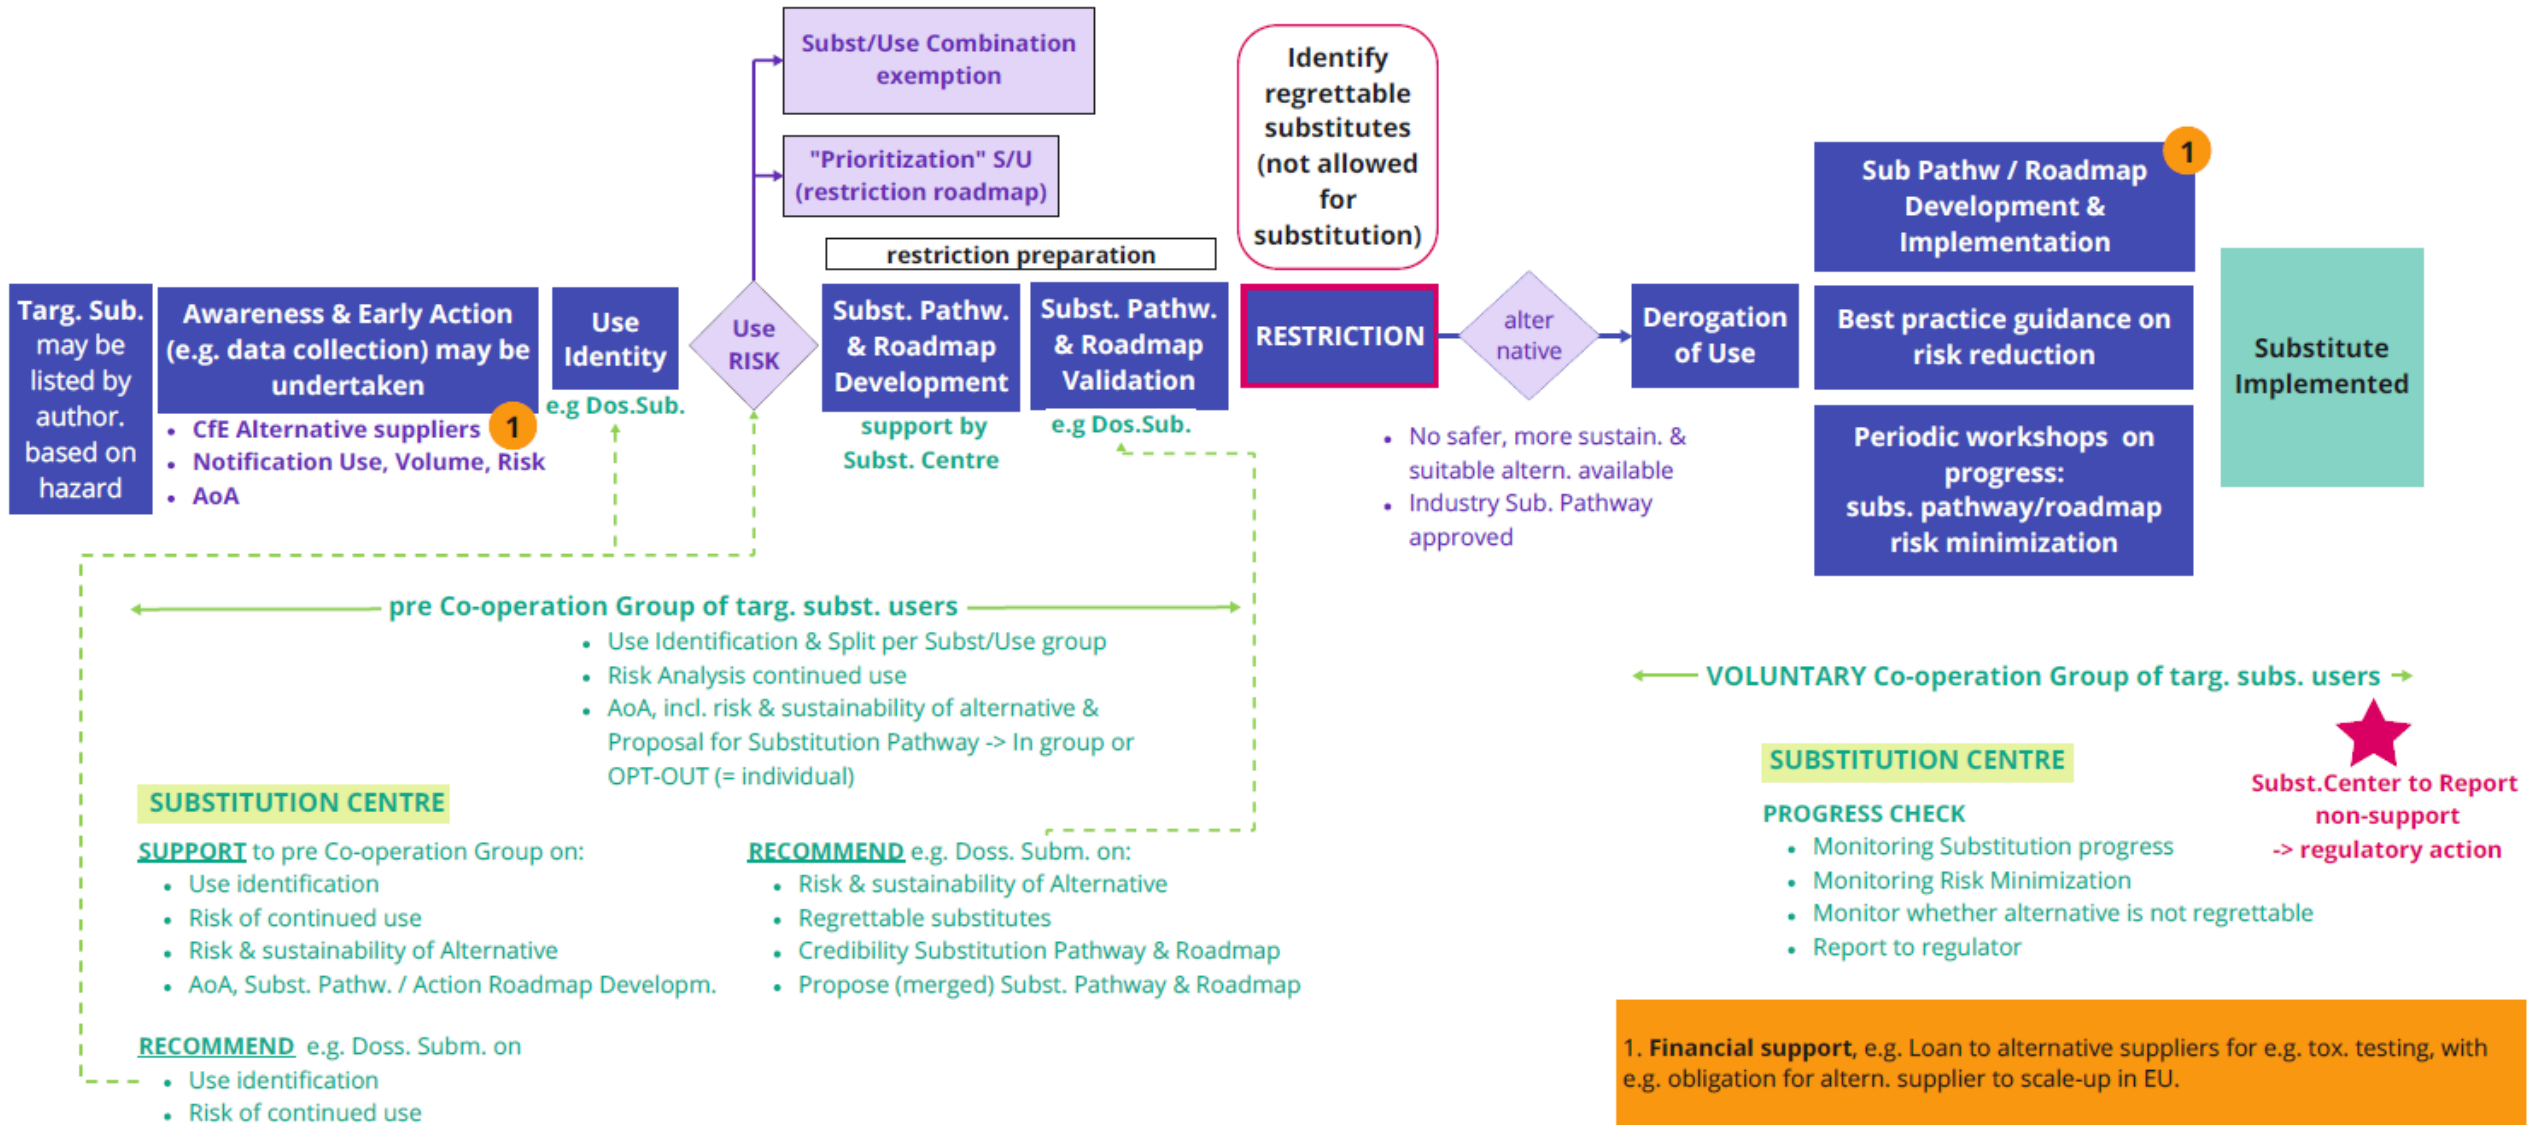 Subst/Use Combination
exemption
"Prioritization" S/U
(restriction roadmap)
restriction preparation
Identify
regrettable
substitutes
(not allowed
for
substitution)
Targ. Sub.
may be
listed by
author.
based on
hazard
Awareness & Early Action
(e.g. data collection) may be
undertaken
• CfE Alternative suppliers
1
• Notification Use, Volume, Risk
• AoA
Use
Identity
e.g Dos.Sub.
Use
RISK
Subst. Pathw.
& Roadmap
Development
support by
Subst. Centre
Subst. Pathw.
& Roadmap
Validation
e.g Dos.Sub.
RESTRICTION
alter
native
• No safer, more sustain. &
suitable altern. available
• Industry Sub. Pathway
approved
Derogation
of Use
1
Sub Pathw / Roadmap
Development &
Implementation
Best practice guidance on
risk reduction
Periodic workshops on
progress:
subs. pathway/roadmap
risk minimization
Substitute
Implemented
pre Co-operation Group of targ. subst. users
• Use Identification & Split per Subst/Use group
• Risk Analysis continued use
• AoA, incl. risk & sustainability of alternative &
Proposal for Substitution Pathway -> In group or
OPT-OUT (= individual)
SUBSTITUTION CENTRE
SUPPORT to pre Co-operation Group on:
• Use identification
• Risk of continued use
• Risk & sustainability of Alternative
• AoA, Subst. Pathw. / Action Roadmap Developm.
RECOMMEND e.g. Doss. Subm. on
• Use identification
• Risk of continued use
RECOMMEND e.g. Doss. Subm. on:
• Risk & sustainability of Alternative
• Regrettable substitutes
• Credibility Substitution Pathway & Roadmap
• Propose (merged) Subst. Pathway & Roadmap
VOLUNTARY Co-operation Group of targ. subs. users
SUBSTITUTION CENTRE
PROGRESS CHECK
• Monitoring Substitution progress
• Monitoring Risk Minimization
• Monitor whether alternative is not regrettable
• Report to regulator
Subst.Center to Report
non-support
-> regulatory action
1. Financial support, e.g. Loan to alternative suppliers for e.g. tox. testing, with
e.g. obligation for altern. supplier to scale-up in EU.